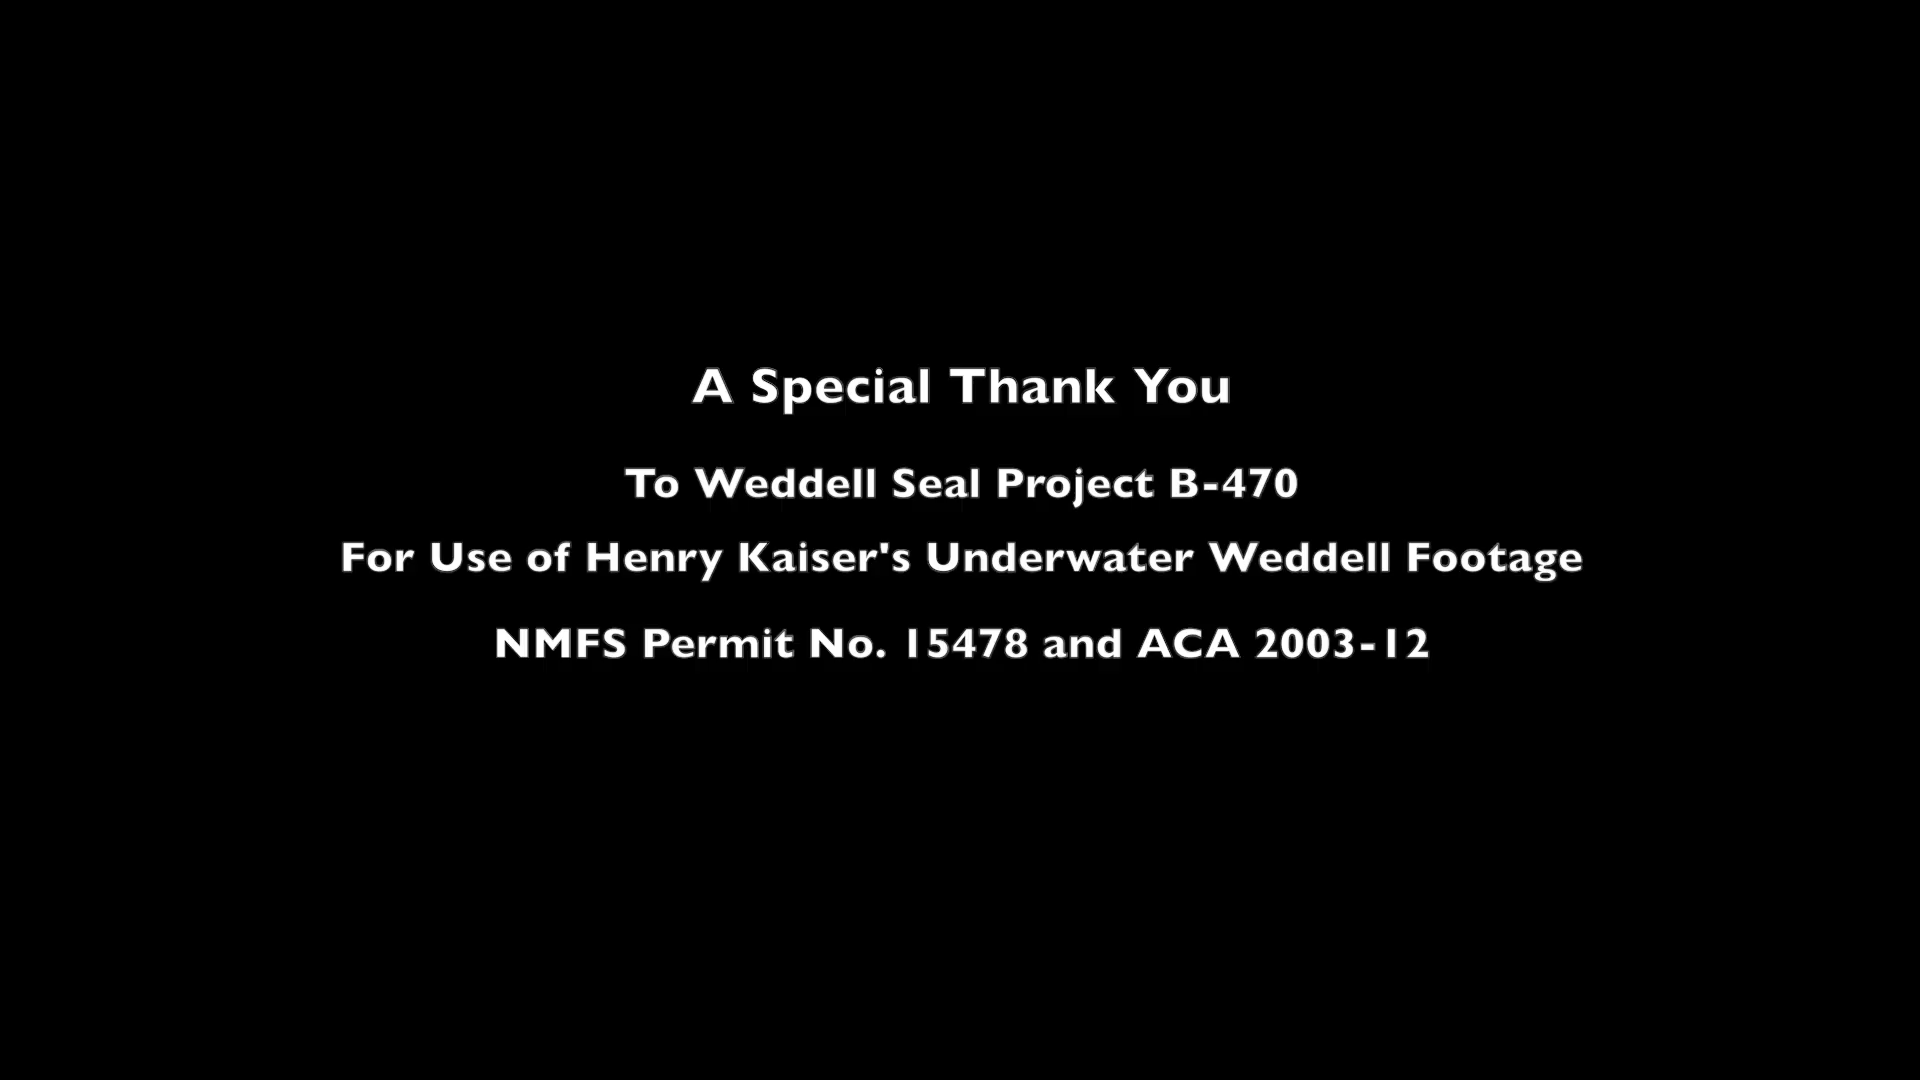 A Special Thank You
To Weddell Seal Project B-470
For Use of Henry Kaiser's Underwater Weddell Footage
NMFS Permit No. 15478 and ACA 2003-12